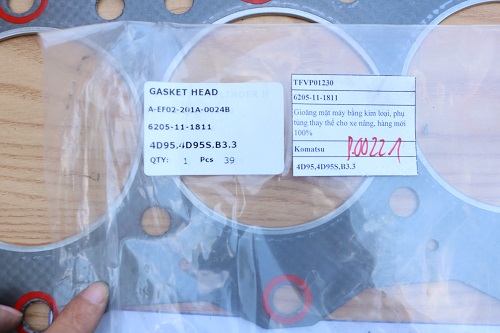 GASKET HEAD
A-EF02-201A-0024B
6205-11-1811
4D95,4D95S,B3.3
QTY: 1 Pcs 39
TFVP01230
6205-11-1811
Gioăng mặt máy bằng kim loại, phụ
tùng thay thế cho xe nâng, hàng mới
100%
Komatsu
P00221
4D95,4D95S,B3.3